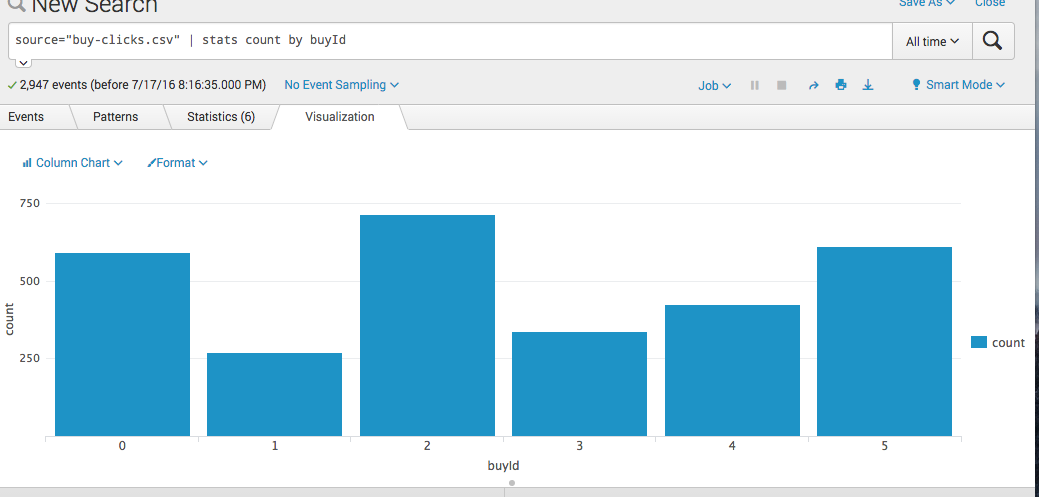 New Search
Save As
Close
source="buy-clicks.csv" | stats count by buyId
All time
2,947 events (before 7/17/16 8:16:35.000 PM)
No Event Sampling
Job
Smart Mode
Events
Patterns
Statistics (6)
Visualization
Column Chart
Format
750
500
250
count
0 1 2 3 4 5
buyId
count